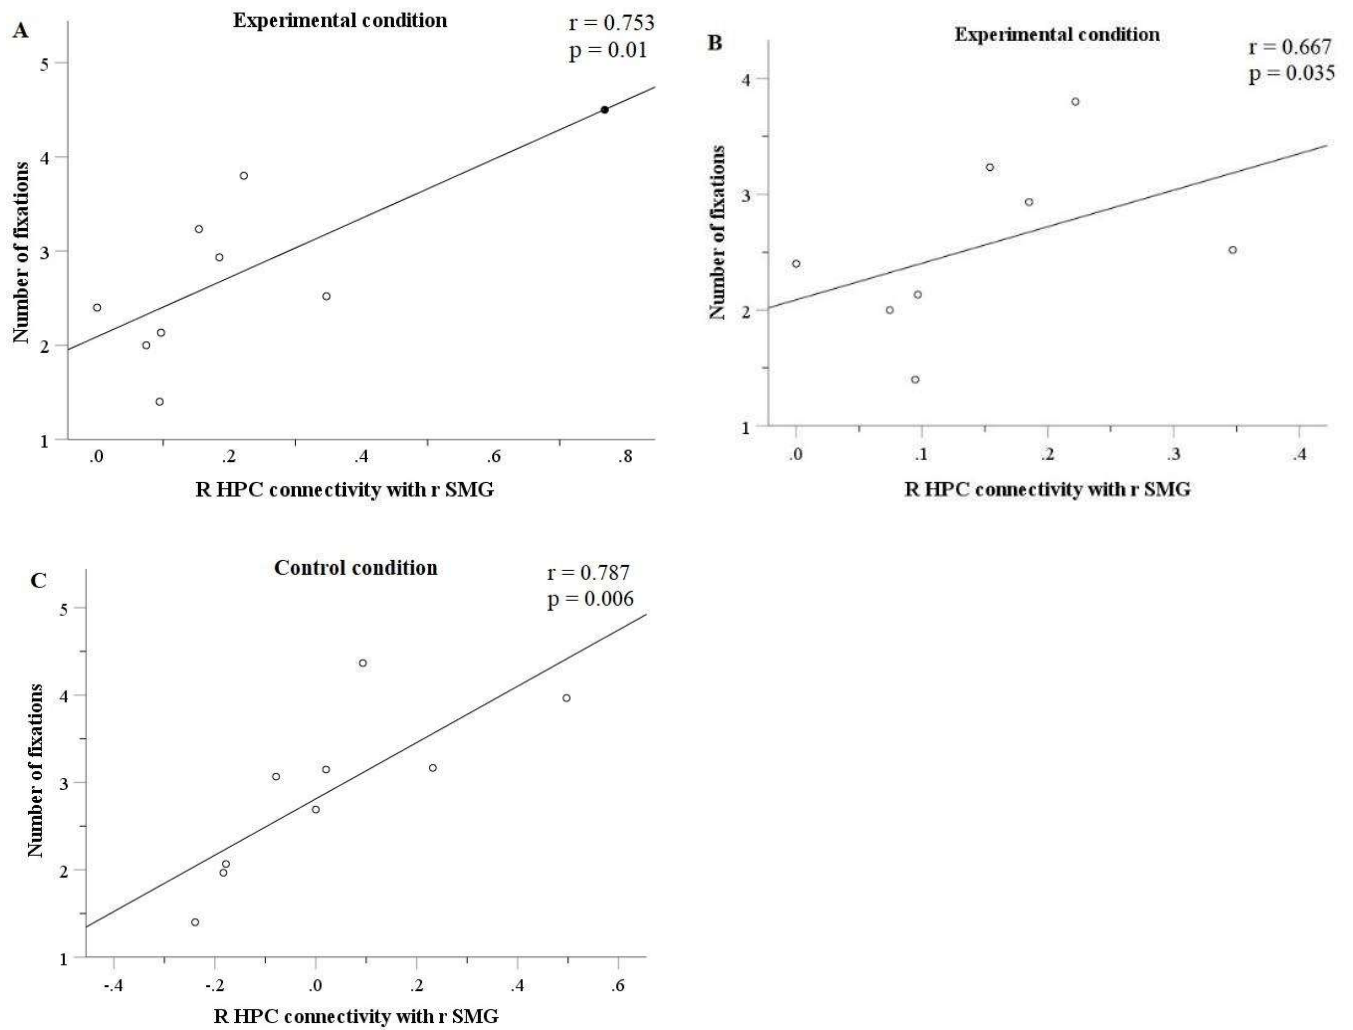 A
Experimental condition
r = 0.753
p = 0.01
5
4
3
2
1
Number of fixations
.0 .2 .4 .6 .8
R HPC connectivity with r SMG
B
Experimental condition
r = 0.667
p = 0.035
4
3
2
1
Number of fixations
.0 .1 .2 .3 .4
R HPC connectivity with r SMG
C
Control condition
r = 0.787
p = 0.006
5
4
3
2
1
Number of fixations
-.4 -.2 .0 .2 .4 .6
R HPC connectivity with r SMG